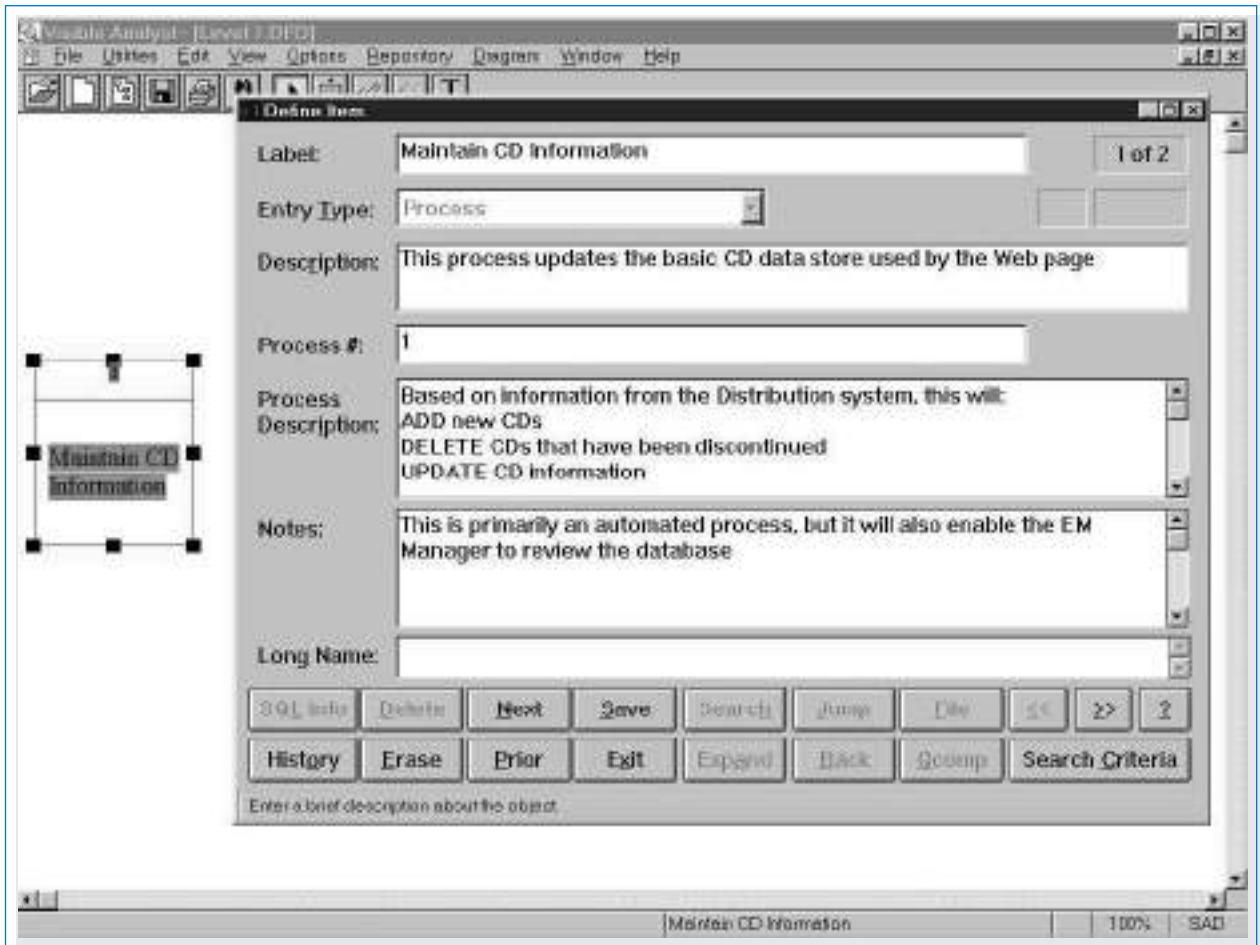 Visible Analyst - [Level 1 DFD]
File Utilities Edit View Options Repository Diagram Window Help
T
Define Item
Label: Maintain CD Information 1 of 2
Entry Type: Process
Description: This process updates the basic CD data store used by the Web page
Process #: 1
Process Description: Based on information from the Distribution system, this will:
ADD new CDs
DELETE CDs that have been discontinued
UPDATE CD information
Notes: This is primarily an automated process, but it will also enable the EM
Manager to review the database
Long Name:
SQL Info Delete Next Save Search Jump File << >> ?
History Erase Prior Exit Expand Back Search Criteria
Enter a brief description about the object.
Maintain CD
Information
Maintain CD Information 100% SAD